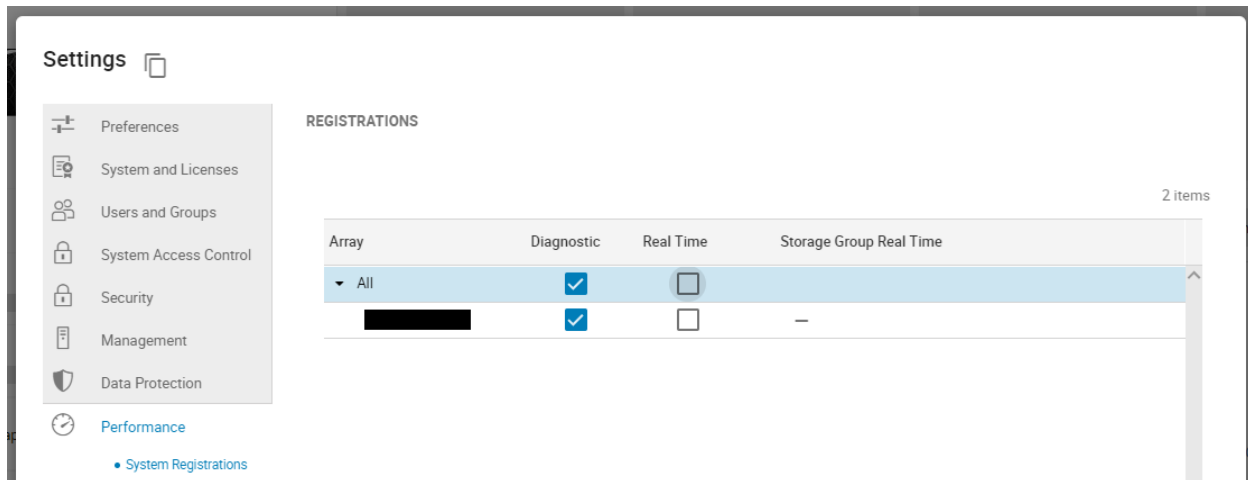 Settings
Preferences
System and Licenses
Users and Groups
System Access Control
Security
Management
Data Protection
Performance
• System Registrations
REGISTRATIONS
2 items
Array Diagnostic Real Time Storage Group Real Time
All
–